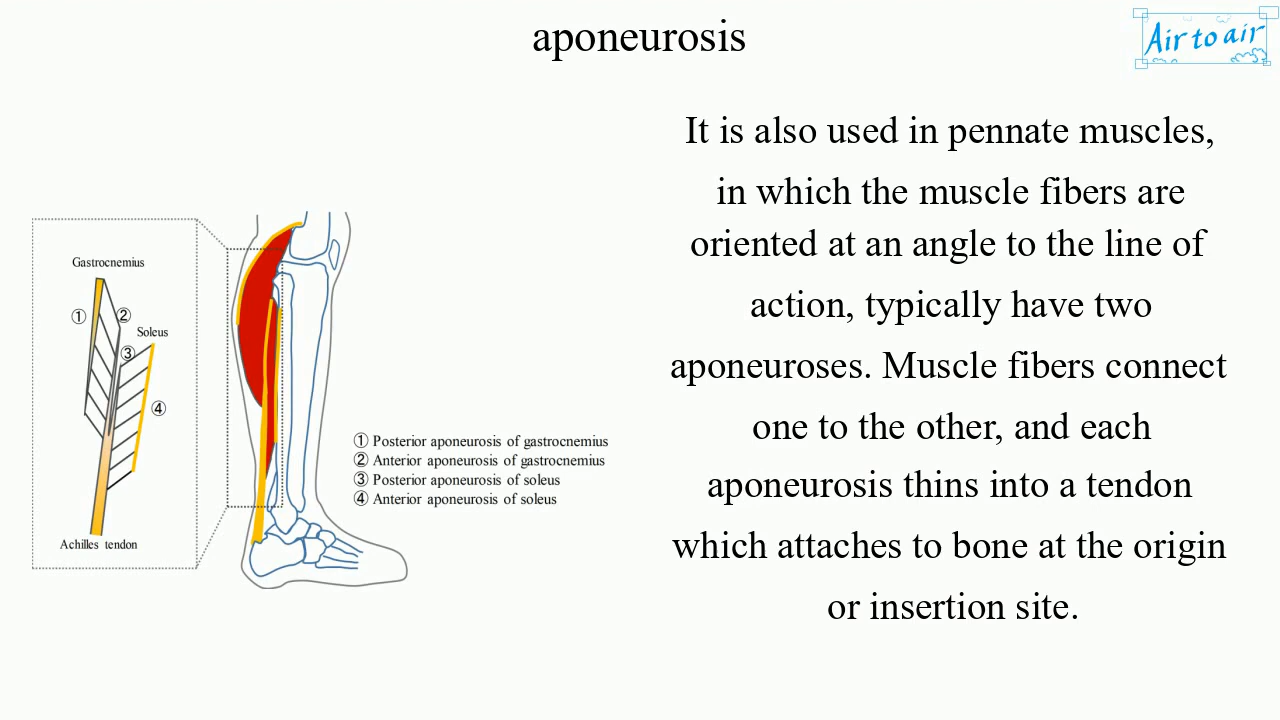 aponeurosis
Air to air
It is also used in pennate muscles,
in which the muscle fibers are
oriented at an angle to the line of
action, typically have two
aponeuroses. Muscle fibers connect
one to the other, and each
aponeurosis thins into a tendon
which attaches to bone at the origin
or insertion site.
Gastrocnemius
①
②
Soleus
③
④
Achilles tendon
① Posterior aponeurosis of gastrocnemius
② Anterior aponeurosis of gastrocnemius
③ Posterior aponeurosis of soleus
④ Anterior aponeurosis of soleus